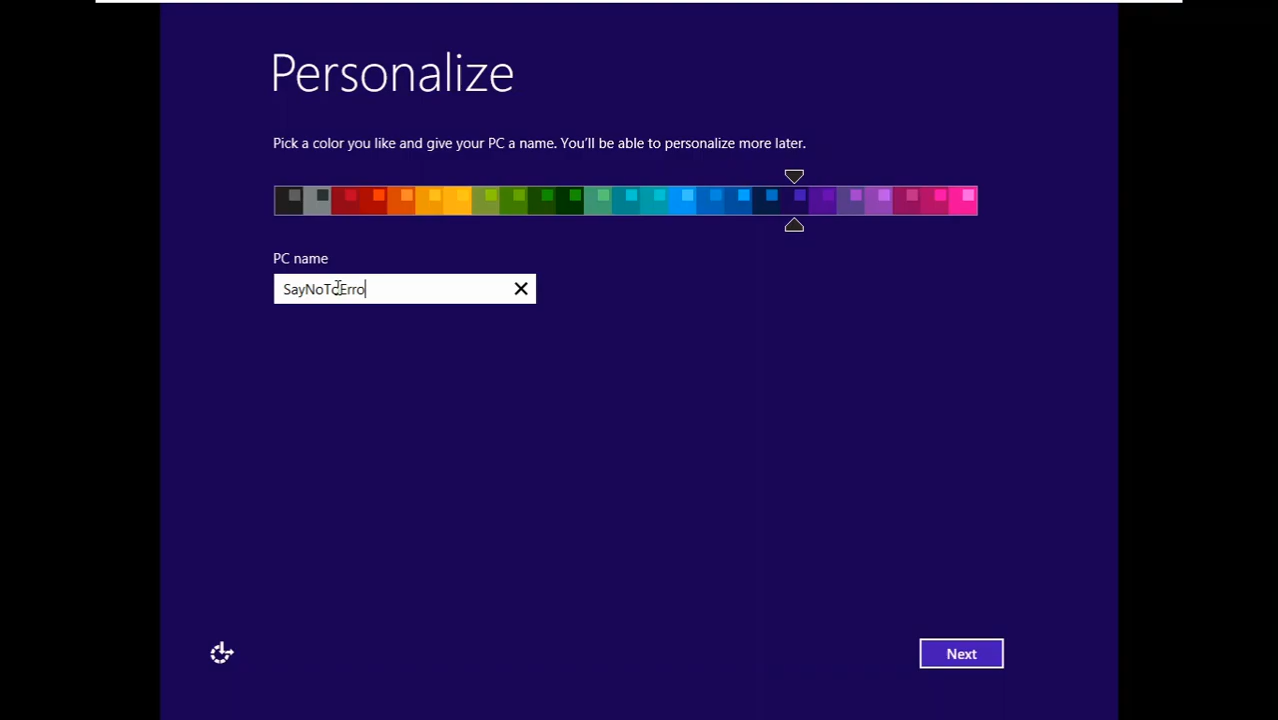 Personalize
Pick a color you like and give your PC a name. You'll be able to personalize more later.
PC name
SayNoToErro
Next